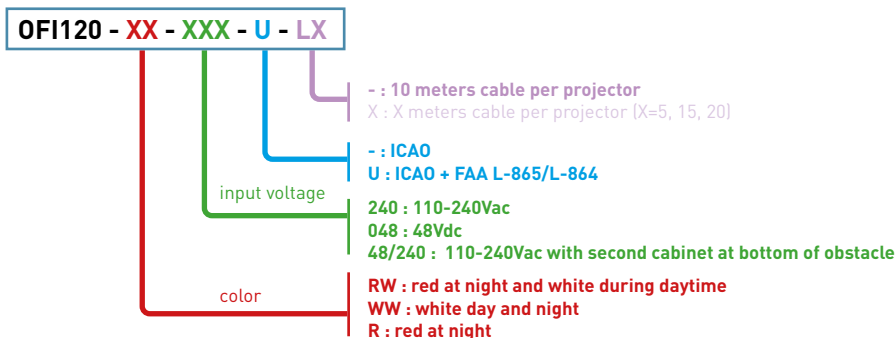 OFI120 - XX - XXX - U - LX
- : 10 meters cable per projector
X : X meters cable per projector (X=5, 15, 20)
- : ICAO
U : ICAO + FAA L-865/L-864
input voltage
240 : 110-240Vac
048 : 48Vdc
48/240 : 110-240Vac with second cabinet at bottom of obstacle
color
RW : red at night and white during daytime
WW : white day and night
R : red at night